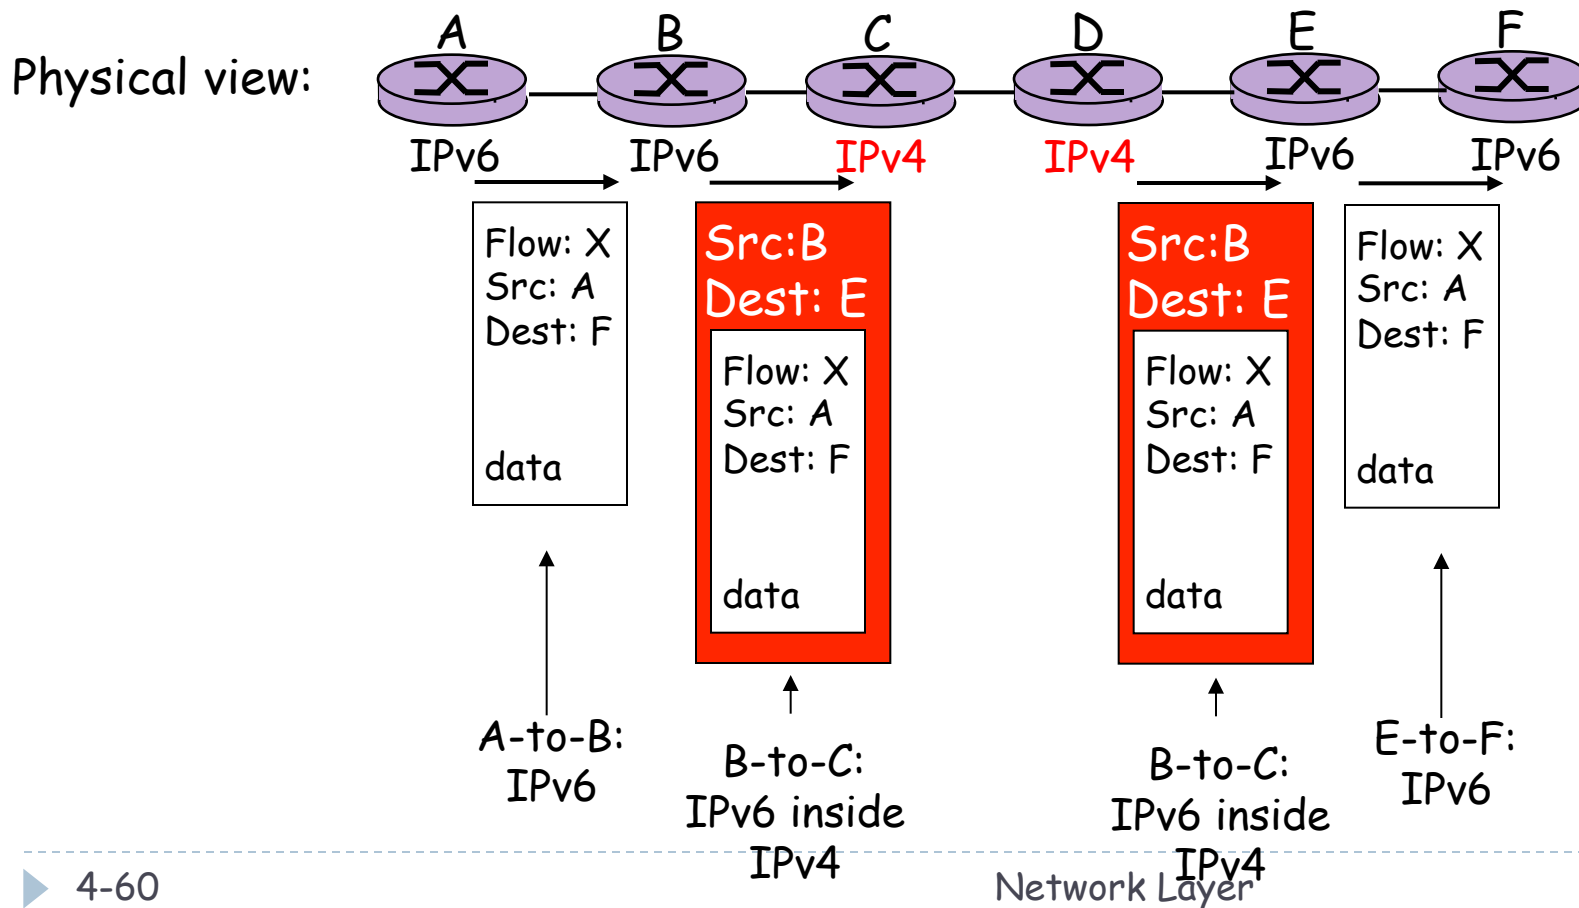 A B C D E F
Physical view:
IPv6 IPv6 IPv4 IPv4 IPv6 IPv6
Flow: X
Src: A
Dest: F
data
Src:B
Dest: E
Flow: X
Src: A
Dest: F
data
Src:B
Dest: E
Flow: X
Src: A
Dest: F
data
Flow: X
Src: A
Dest: F
data
A-to-B:
IPv6
B-to-C:
IPv6 inside
IPv4
B-to-C:
IPv6 inside
IPv4
E-to-F:
IPv6
4-60
Network Layer